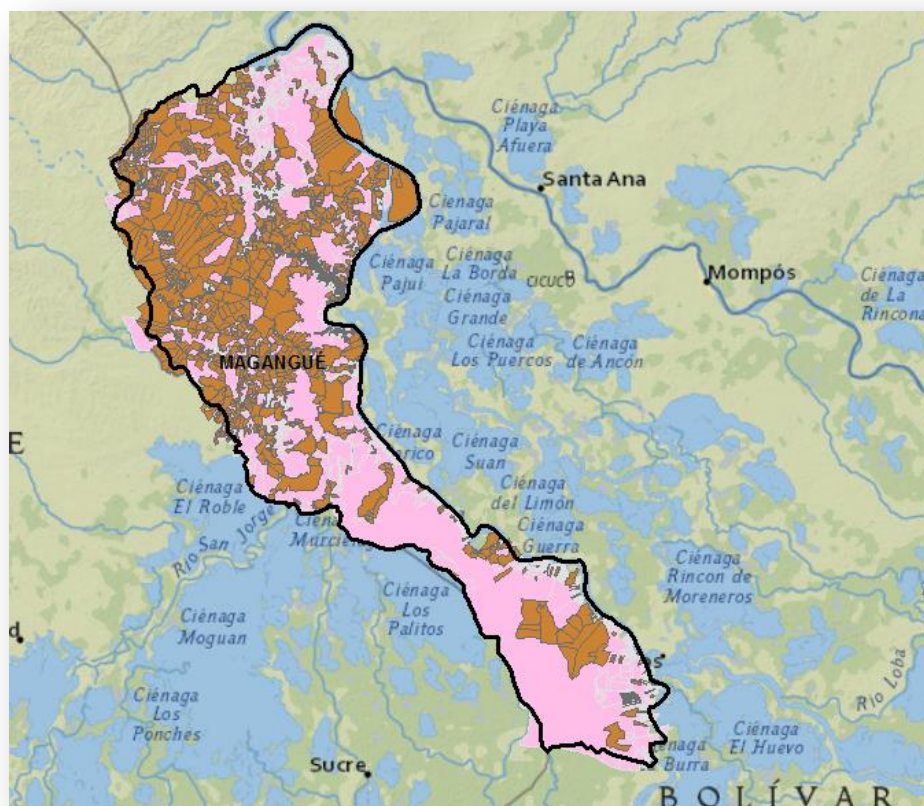 Ciénaga
Playa
Afuera
Santa Ana
Cienaga
Pajaral
Ciénaga
La Borda
CICUCO
Ciénaga
Pajui
Mompós
Ciénaga
de La
Rincona
Ciénaga
Grande
Ciénaga
Los Puercos
Ciénaga
de Ancón
MAGANGUÉ
E
Ciénaga
Ciénaga
Suan
Ciénaga
El Roble
Ciénaga
del Limón
Ciénaga
Guerra
Rio San Jorge
Ciénaga
Rincon de
Moreneros
Ciénaga
Los
Palitos
Ciénaga
Moguan
d
Rio Loba
Ciénaga
Los
Ponches
Ciénaga
El Huevo
Burra
Sucre
BOLÍVAR